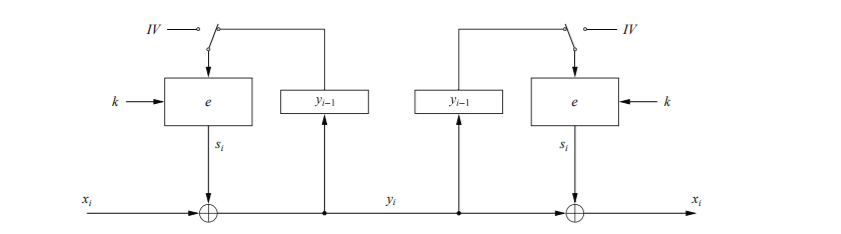 IV IV
k e y_{i−1} y_{i−1} e k
s_i s_i
x_i y_i x_i